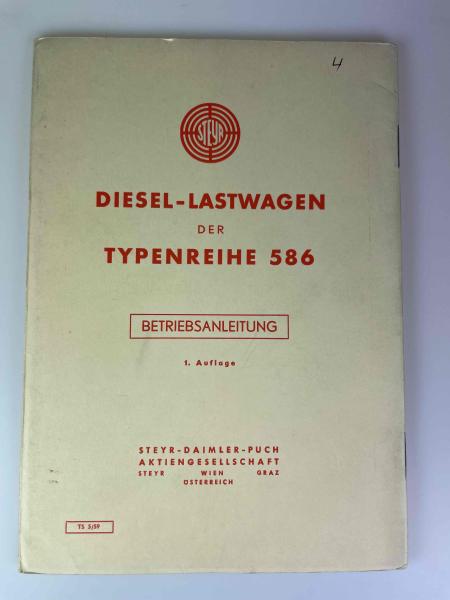 4
STEYR
DIESEL-LASTWAGEN
DER
TYPENREIHE 586
BETRIEBSANLEITUNG
1. Auflage
STEYR-DAIMLER-PUCH
AKTIENGESELLSCHAFT
STEYR WIEN GRAZ
ÖSTERREICH
TS 5/59